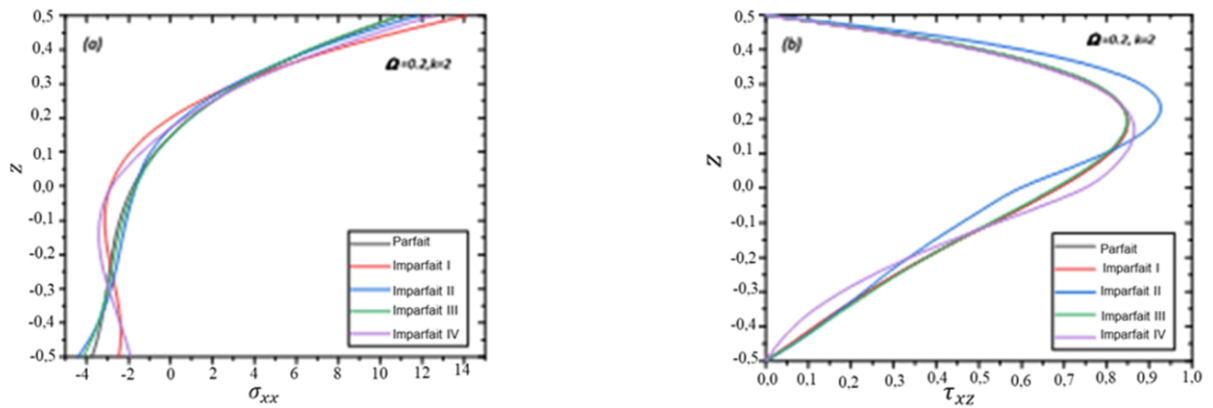 (a)
Ω=0.2,k=2
0.5
0.4
0.3
0.2
0.1
0.0
-0.1
-0.2
-0.3
-0.4
-0.5
Z
Parfait
Imparfait I
Imparfait II
Imparfait III
Imparfait IV
-4 -2 0 2 4 6 8 10 12 14
σxx
(b)
Ω=0.2, k=2
0.5
0.4
0.3
0,2
0.1
0.0
-0.1
-0,2
-0.3
-0.4
-0.5
Z
Parfait
Imparfait I
Imparfait II
Imparfait III
Imparfait IV
0.0 0.1 0,2 0.3 0.4 0.5 0.6 0.7 0.8 0.9 1.0
τxz